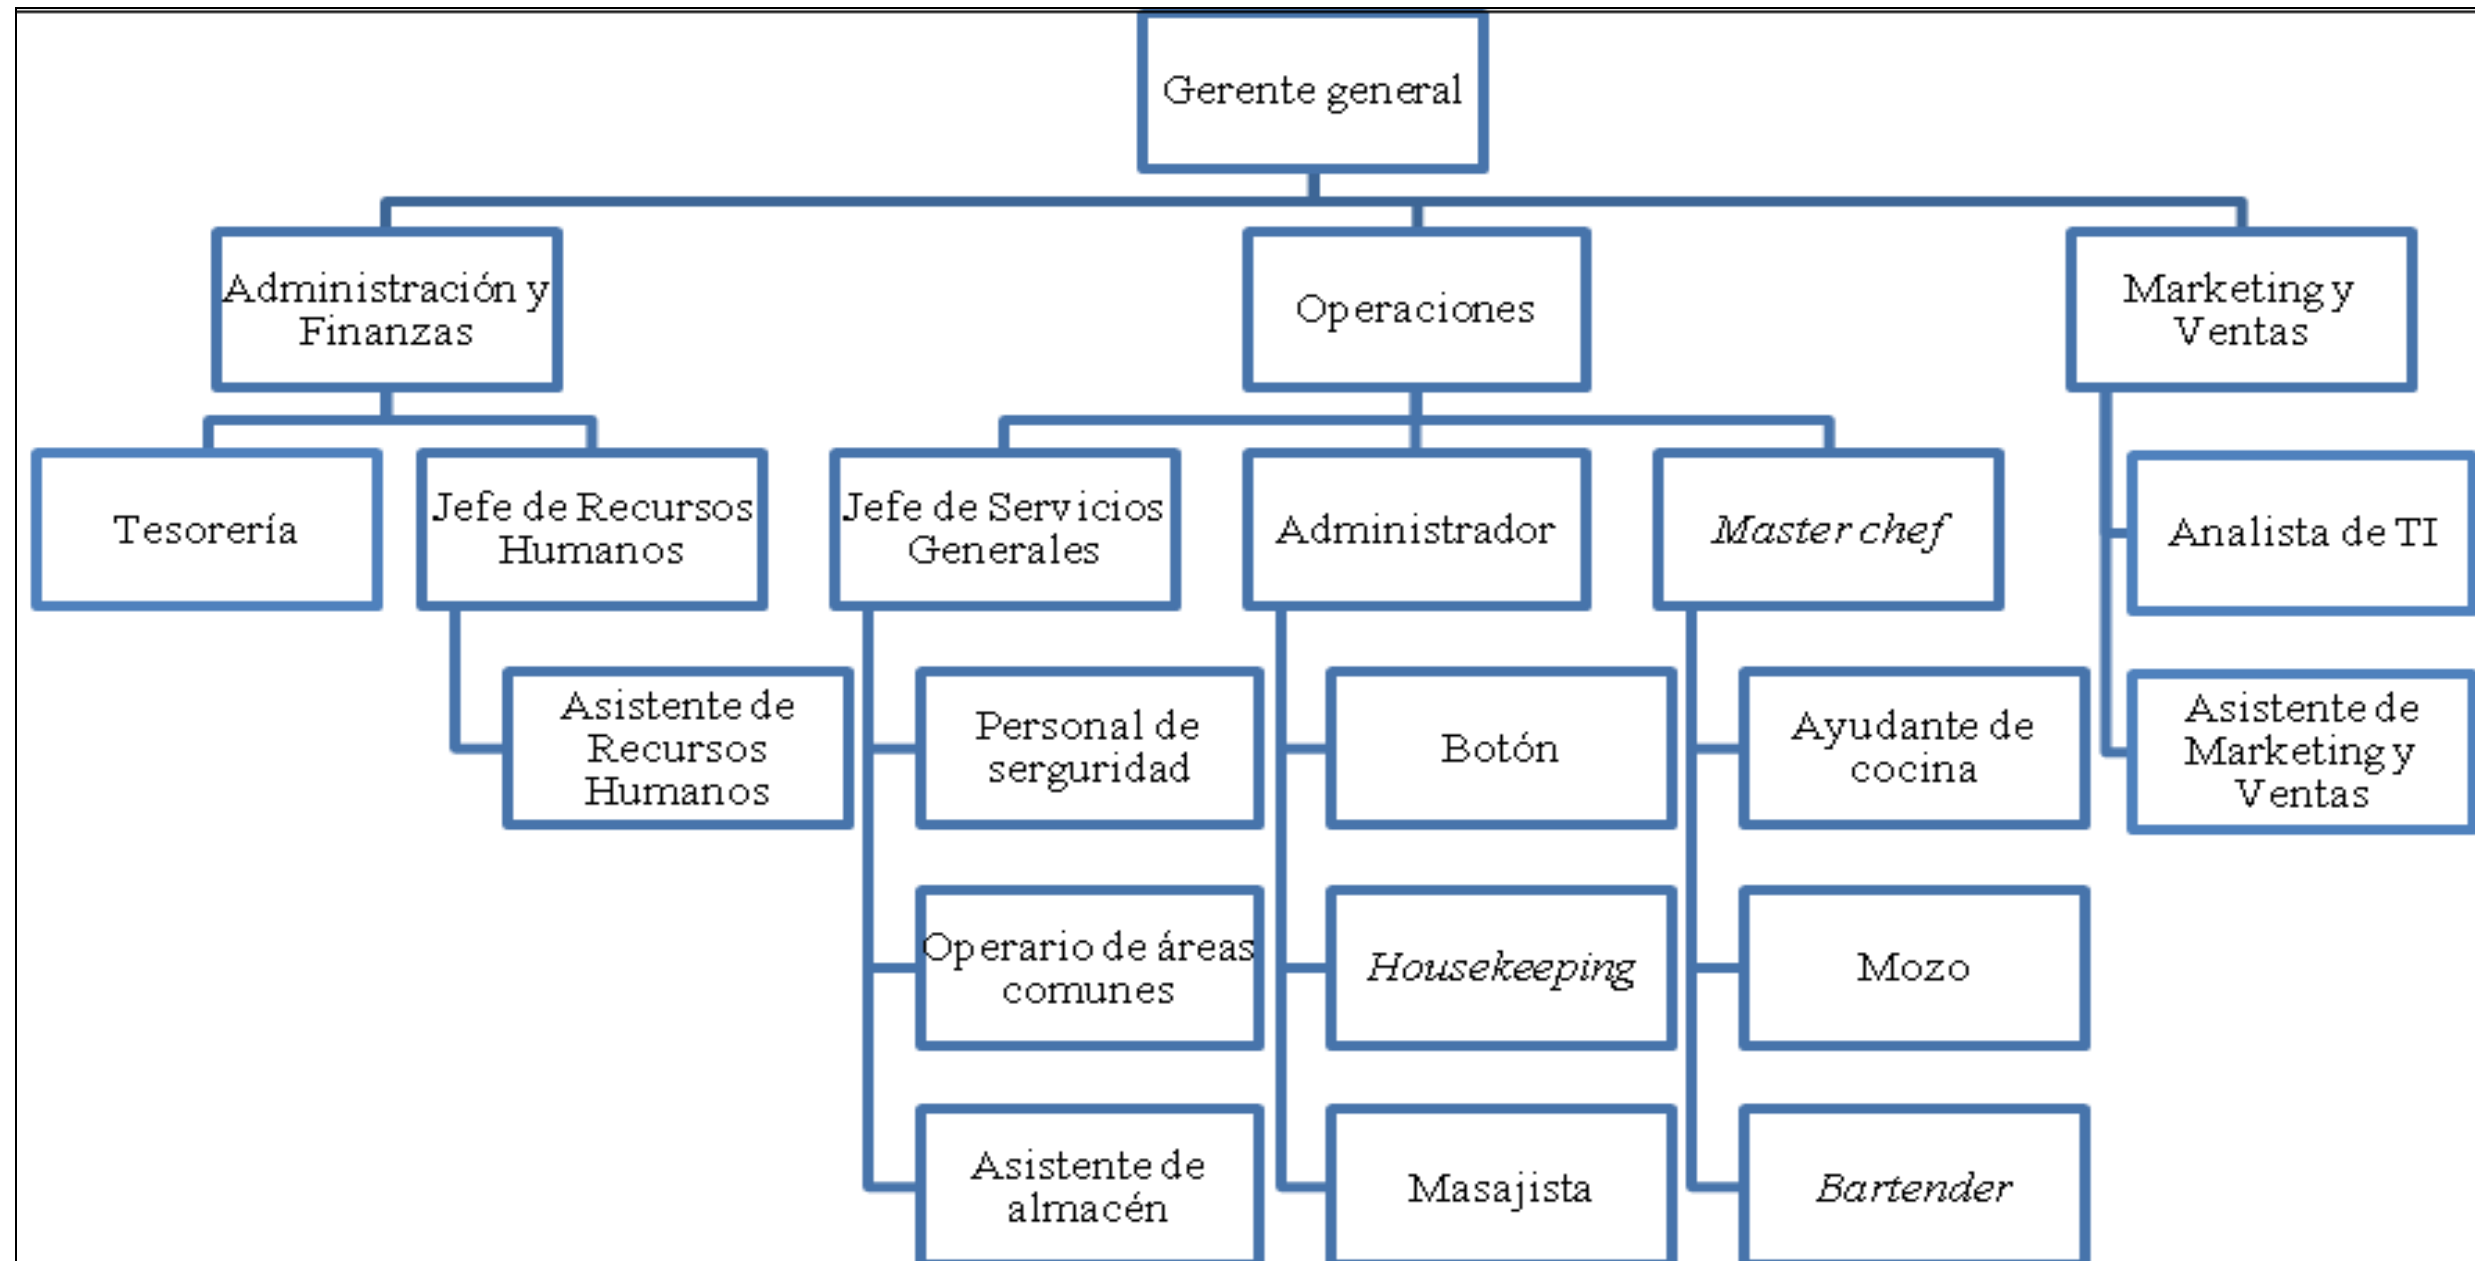 Gerente general
Administración y
Finanzas
Operaciones
Marketing y
Ventas
Tesorería
Jefe de Recursos
Humanos
Jefe de Servicios
Generales
Administrador
Master chef
Analista de TI
Asistente de
Recursos
Humanos
Personal de
serguridad
Botón
Ayudante de
cocina
Asistente de
Marketing y
Ventas
Operario de áreas
comunes
Housekeeping
Mozo
Asistente de
almacén
Masajista
Bartender